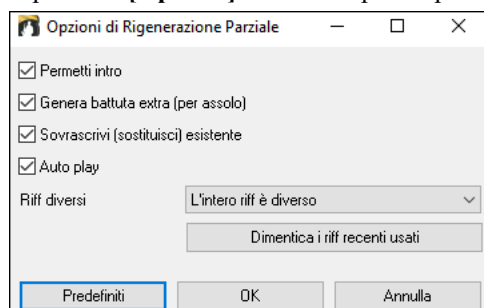 Opzioni di Rigenerazione Parziale
Permetti intro
Genera battuta extra (per assolo)
Sovrascrivi (sostituisci) esistente
Auto play
Riff diversi L'intero riff è diverso
Dimentica i riff recenti usati
Predefiniti OK Annulla